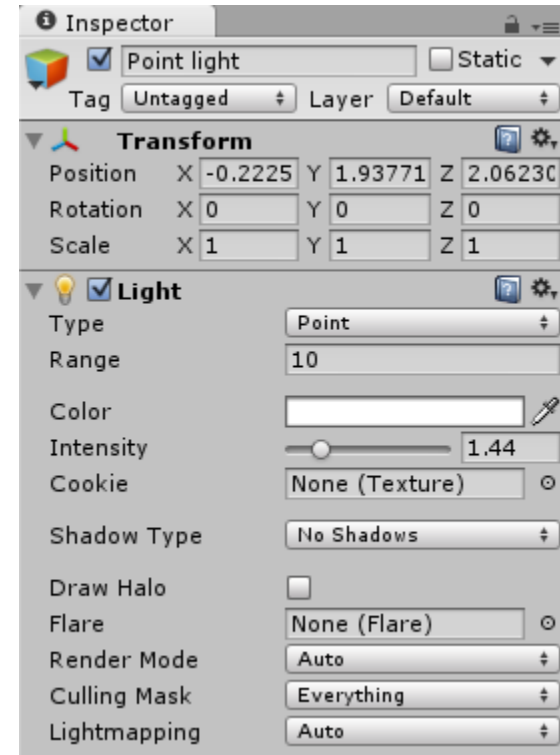 Inspector
Point light Static
Tag Untagged Layer Default
Transform
Position X -0.2225 Y 1.93771 Z 2.06230
Rotation X 0 Y 0 Z 0
Scale X 1 Y 1 Z 1
Light
Type Point
Range 10
Color
Intensity 1.44
Cookie None (Texture)
Shadow Type No Shadows
Draw Halo
Flare None (Flare)
Render Mode Auto
Culling Mask Everything
Lightmapping Auto